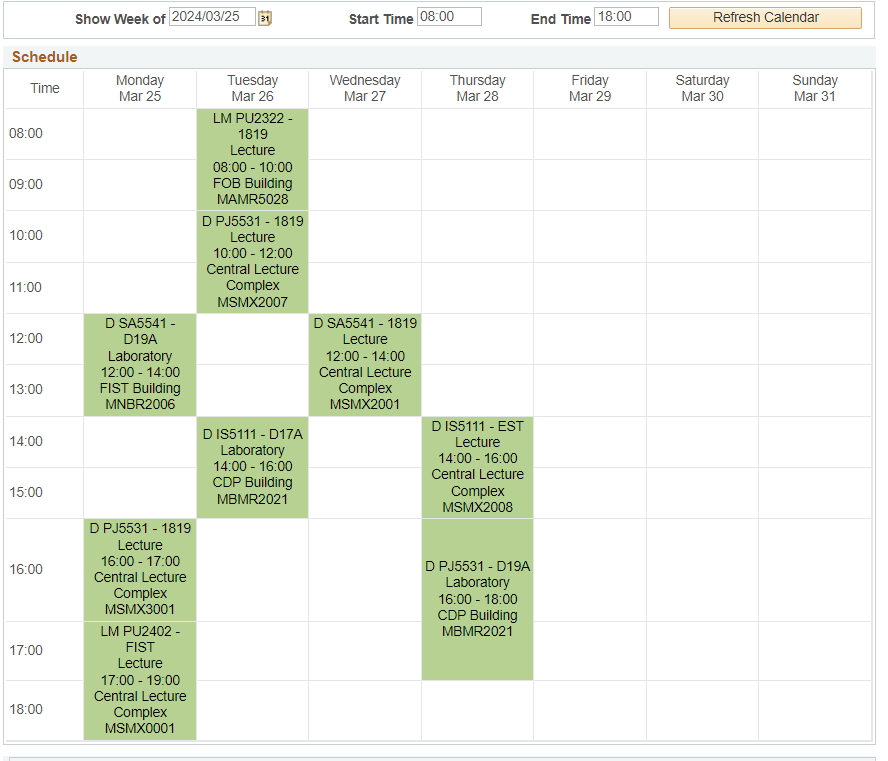 Show Week of 2024/03/25 31 Start Time 08:00 End Time 18:00 Refresh Calendar
Schedule
Time Monday Tuesday Wednesday Thursday Friday Saturday Sunday
Mar 25 Mar 26 Mar 27 Mar 28 Mar 29 Mar 30 Mar 31
08:00
LM PU2322 -
1819
Lecture
08:00 - 10:00
FOB Building
MAMR5028
09:00
10:00
D PJ5531 - 1819
Lecture
10:00 - 12:00
Central Lecture
Complex
MSMX2007
11:00
12:00
D SA5541 -
D19A
Laboratory
12:00 - 14:00
FIST Building
MNBR2006
D SA5541 - 1819
Lecture
12:00 - 14:00
Central Lecture
Complex
MSMX2001
13:00
14:00
D IS5111 - D17A
Laboratory
14:00 - 16:00
CDP Building
MBMR2021
D IS5111 - EST
Lecture
14:00 - 16:00
Central Lecture
Complex
MSMX2008
15:00
16:00
D PJ5531 - 1819
Lecture
16:00 - 17:00
Central Lecture
Complex
MSMX3001
D PJ5531 - D19A
Laboratory
16:00 - 18:00
CDP Building
MBMR2021
17:00
LM PU2402 -
FIST
Lecture
17:00 - 19:00
Central Lecture
Complex
MSMX0001
18:00